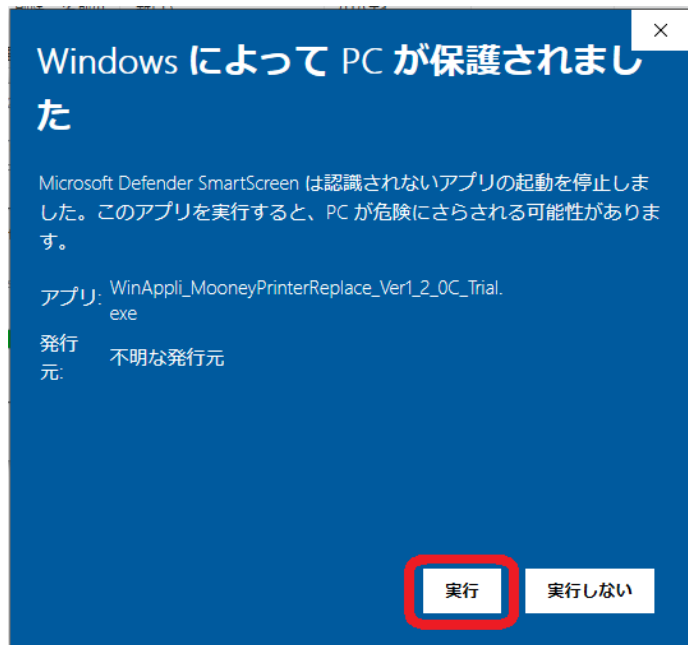 Windows によって PC が保護されまし
た
Microsoft Defender SmartScreen は認識されないアプリの起動を停止しま
した。このアプリを実行すると、PC が危険にさらされる可能性がありま
す。
アプリ: WinAppli_MooneyPrinterReplace_Ver1_2_0C_Trial.
exe
発行
元:
不明な発行元
実行
実行しない